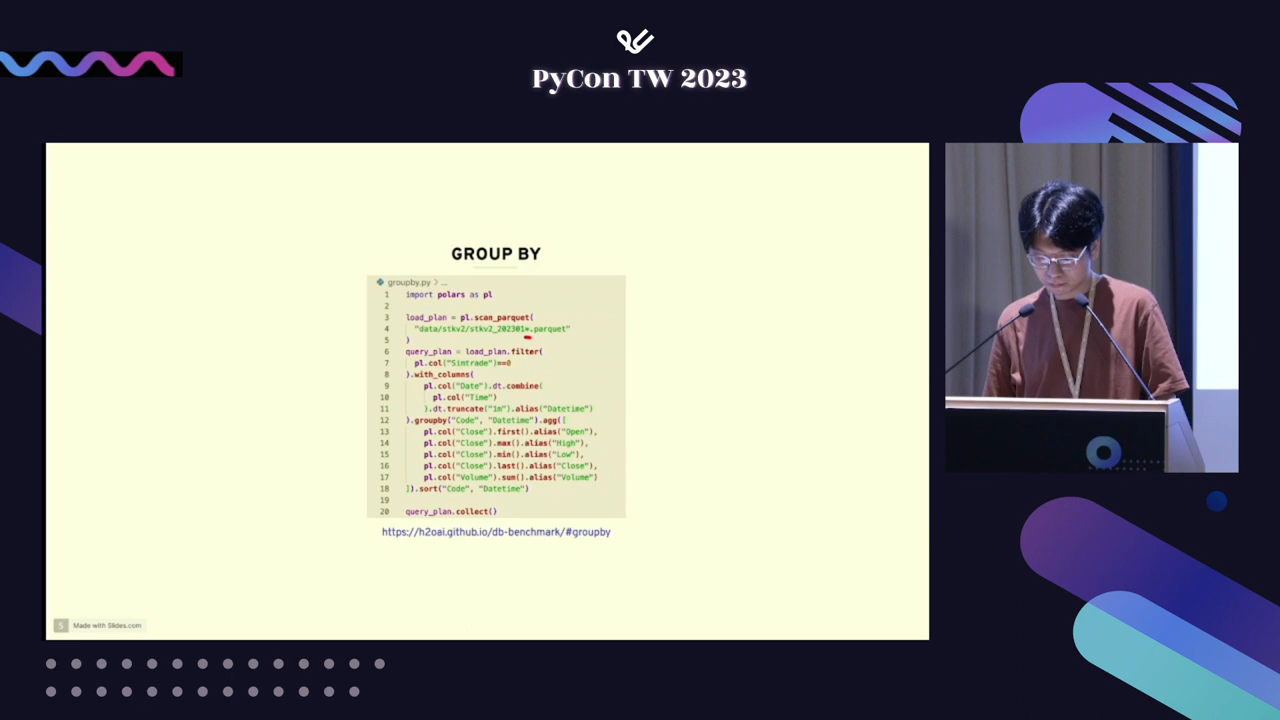 PyCon TW 2023
GROUP BY
groupby.py > ...
1 import polars as pl
2
3 load_plan = pl.scan_parquet(
4 "data/stkv2/stkv2_202301*.parquet"
5 )
6 query_plan = load_plan.filter(
7 pl.col("Simtrade")==0
8 ).with_columns(
9 pl.col("Date").dt.combine(
10 pl.col("Time")
11 ).dt.truncate("1m").alias("Datetime")
12 ).groupby("Code", "Datetime").agg([
13 pl.col("Close").first().alias("Open"),
14 pl.col("Close").max().alias("High"),
15 pl.col("Close").min().alias("Low"),
16 pl.col("Close").last().alias("Close"),
17 pl.col("Volume").sum().alias("Volume")
18 ]).sort("Code", "Datetime")
19
20 query_plan.collect()
https://h2oai.github.io/db-benchmark/#groupby
S Made with Slides.com